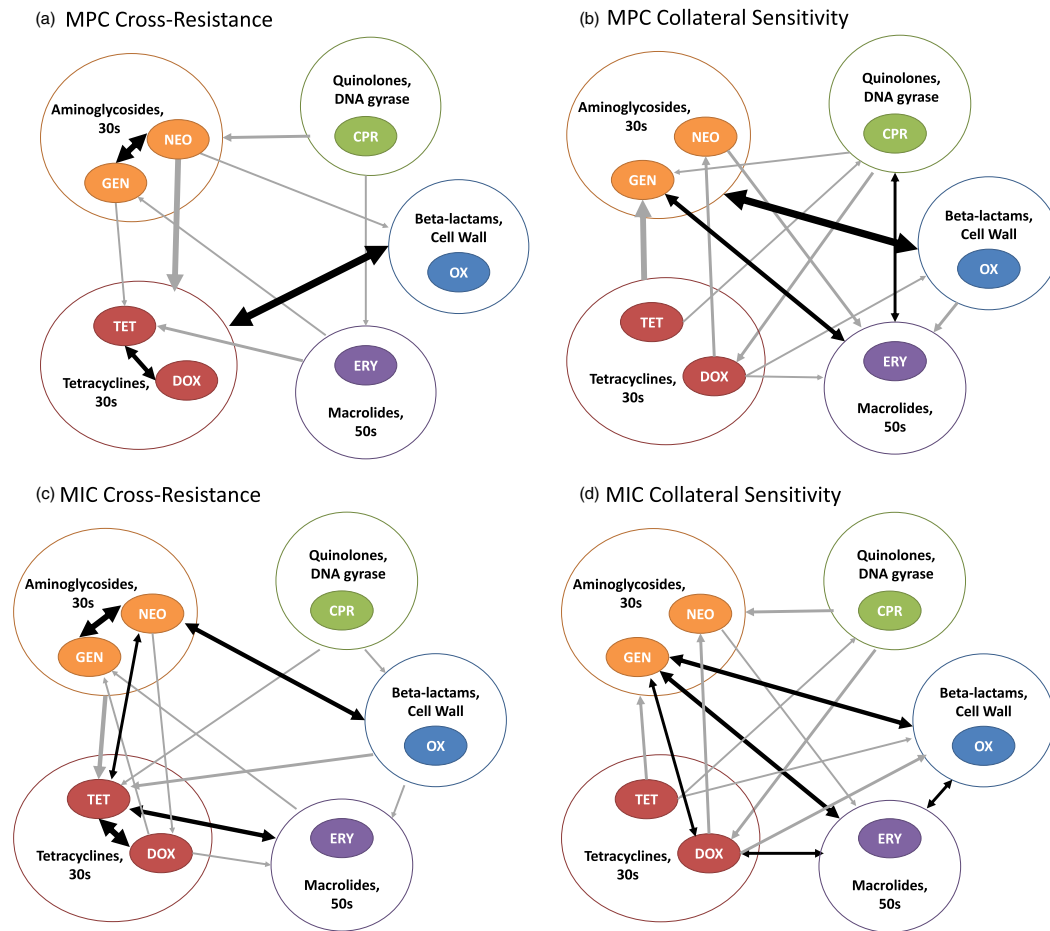 (a) MPC Cross-Resistance
Quinolones,
DNA gyrase
CPR
Aminoglycosides,
30s
NEO
GEN
Beta-lactams,
Cell Wall
OX
TET
DOX
Tetracyclines,
30s
ERY
Macrolides,
50s
(b) MPC Collateral Sensitivity
Quinolones,
DNA gyrase
CPR
Aminoglycosides,
30s
NEO
GEN
Beta-lactams,
Cell Wall
OX
TET
DOX
Tetracyclines,
30s
ERY
Macrolides,
50s
(c) MIC Cross-Resistance
Quinolones,
DNA gyrase
CPR
Aminoglycosides,
30s
NEO
GEN
Beta-lactams,
Cell Wall
OX
TET
DOX
Tetracyclines,
30s
ERY
Macrolides,
50s
(d) MIC Collateral Sensitivity
Quinolones,
DNA gyrase
CPR
Aminoglycosides,
30s
NEO
GEN
Beta-lactams,
Cell Wall
OX
TET
DOX
Tetracyclines,
30s
ERY
Macrolides,
50s